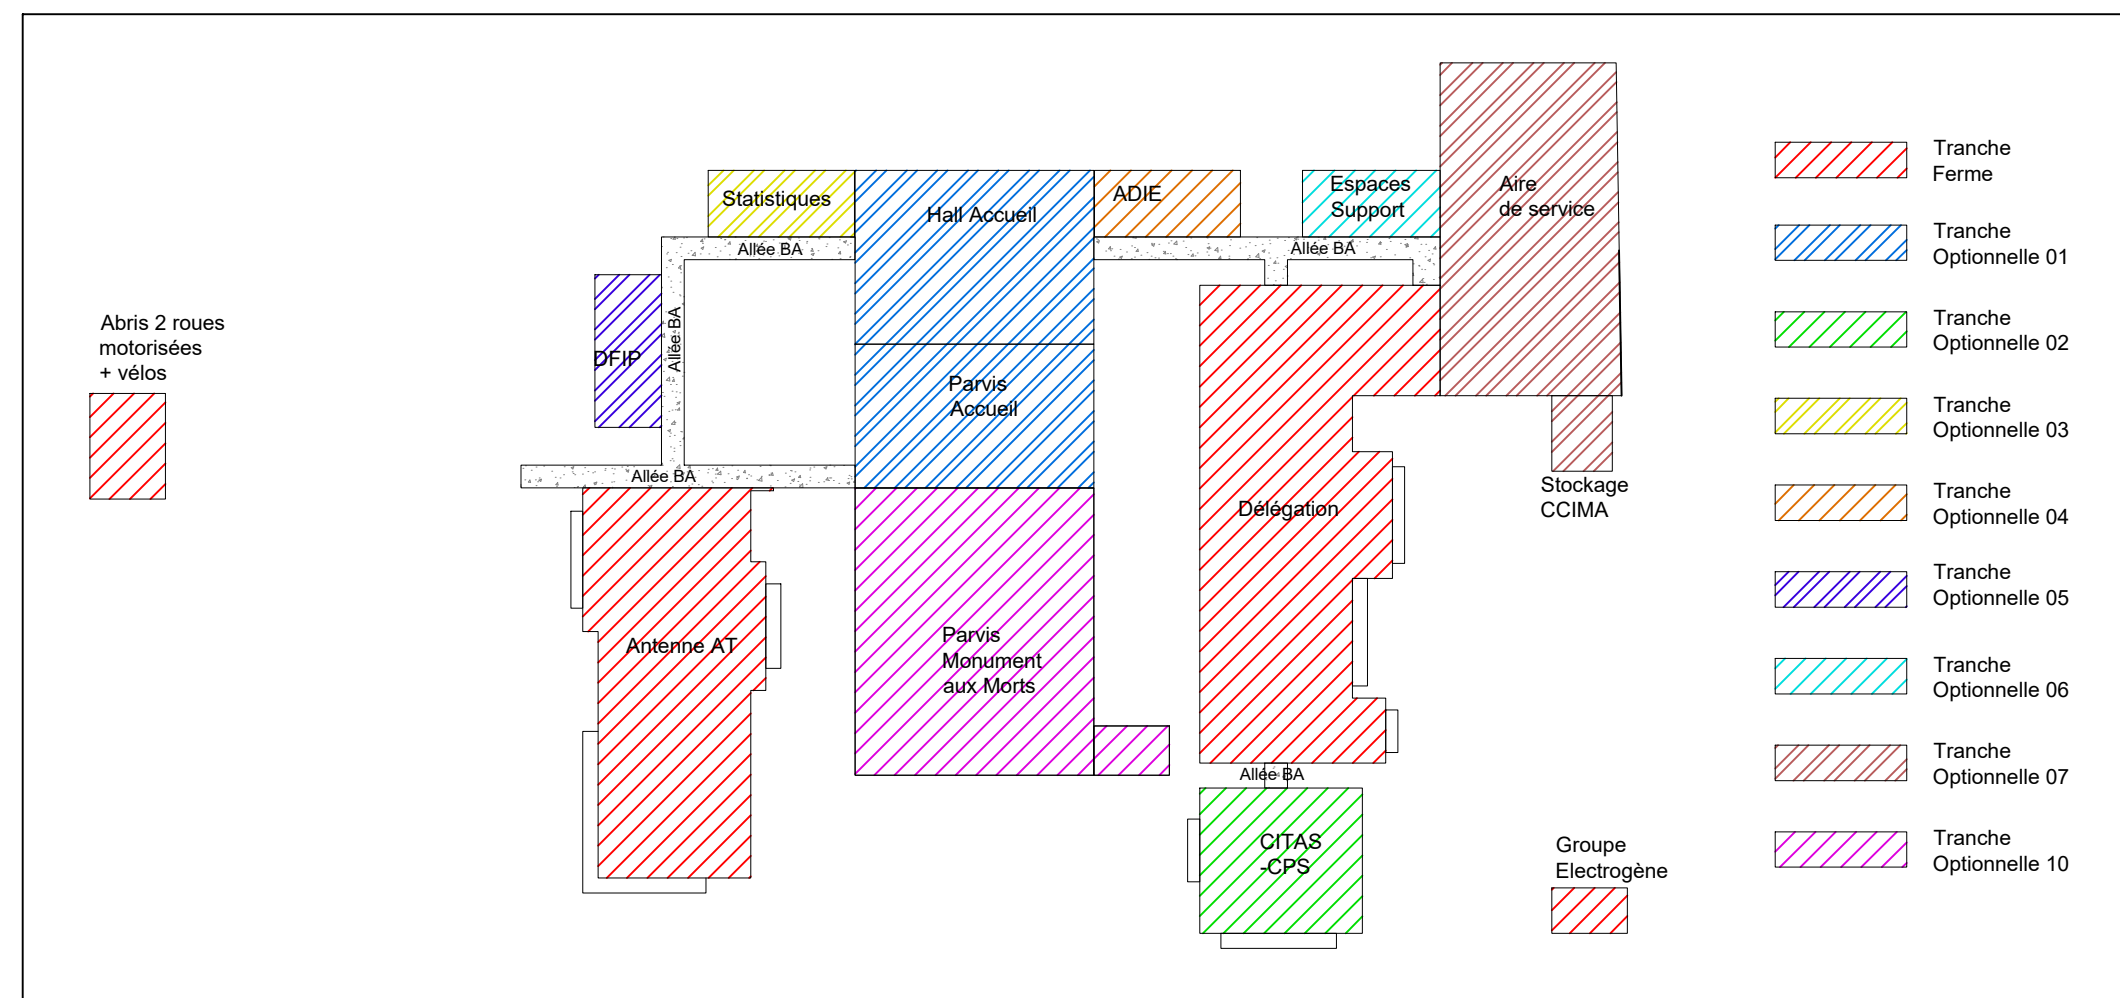 Statistiques
Hall Accueil
ADIE
Espaces
Support
Aire
de service
Allée BA
Allée BA
Abris 2 roues
motorisées
+ vélos
DFIP
Allée BA
Parvis
Accueil
Allée BA
Délégation
Stockage
CCIMA
Antenne AT
Parvis
Monument
aux Morts
Allée BA
CITAS
-CPS
Groupe
Electrogène
Tranche
Ferme
Tranche
Optionnelle 01
Tranche
Optionnelle 02
Tranche
Optionnelle 03
Tranche
Optionnelle 04
Tranche
Optionnelle 05
Tranche
Optionnelle 06
Tranche
Optionnelle 07
Tranche
Optionnelle 10